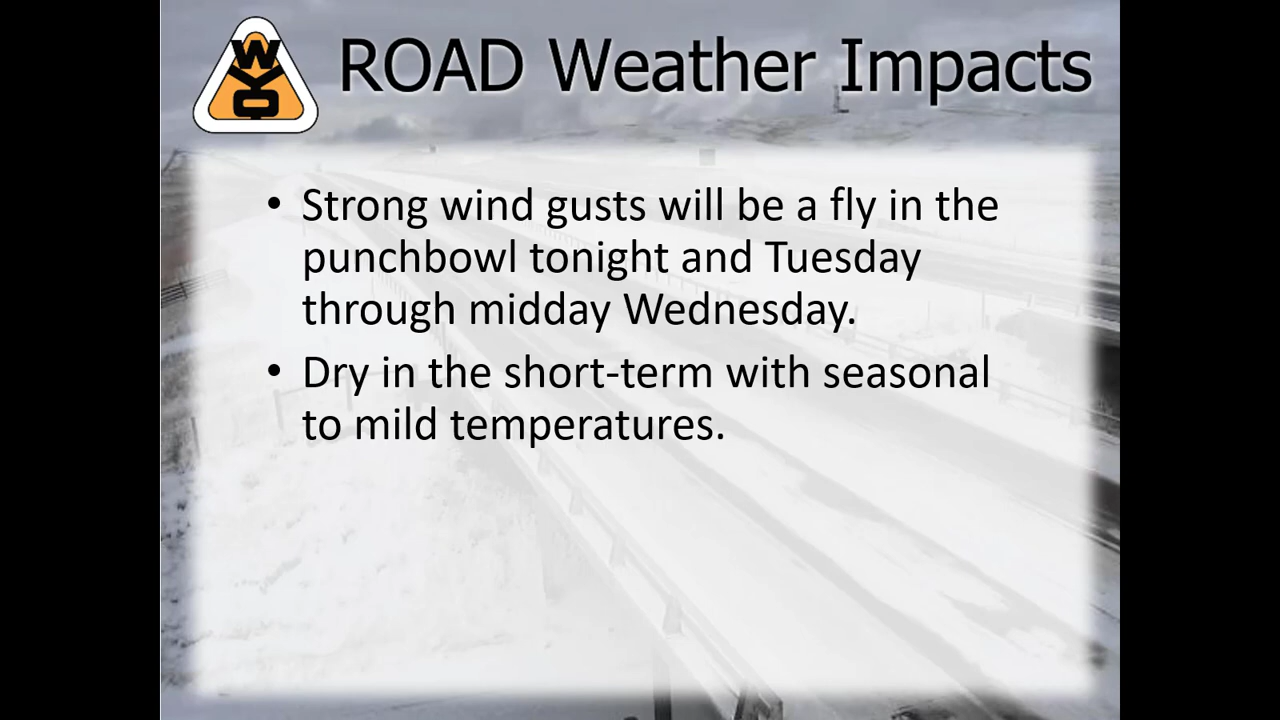 WYO
ROAD Weather Impacts
• Strong wind gusts will be a fly in the
punchbowl tonight and Tuesday
through midday Wednesday.
• Dry in the short-term with seasonal
to mild temperatures.